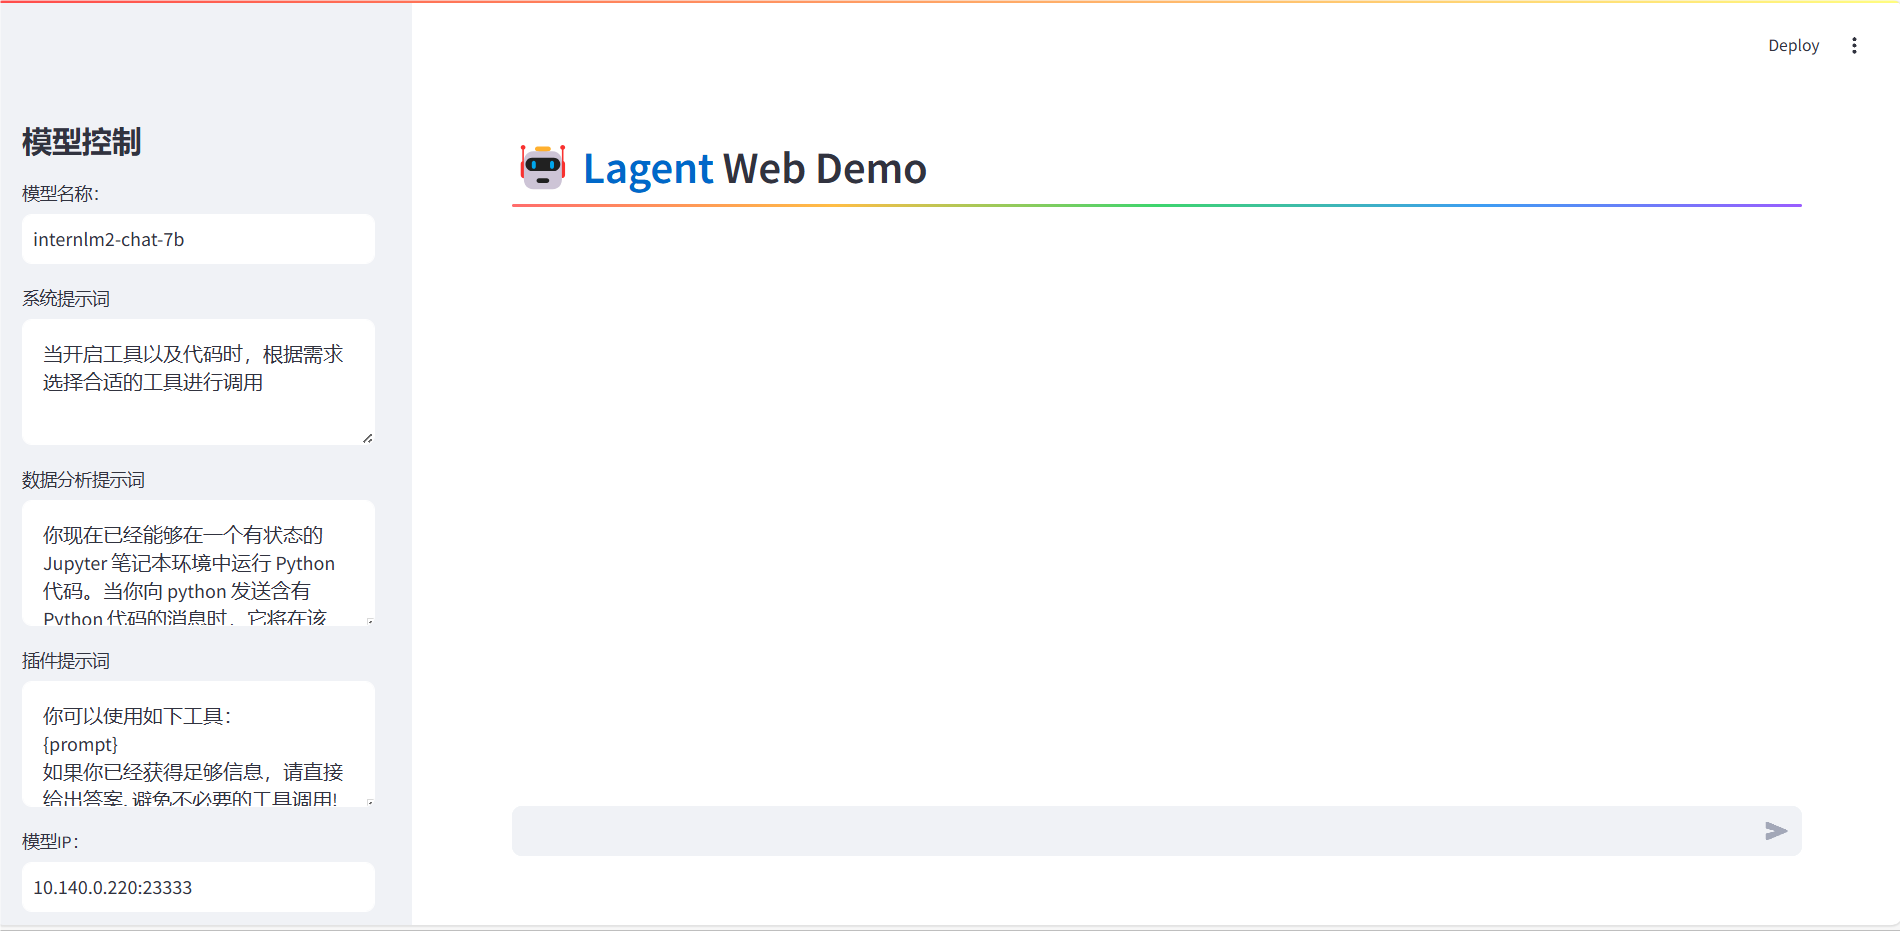 Deploy
模型控制
模型名称：
internlm2-chat-7b
系统提示词
当开启工具以及代码时，根据需求
选择合适的工具进行调用
数据分析提示词
你现在已经能够在一个有状态的
Jupyter 笔记本环境中运行 Python
代码。当你向 python 发送含有
Python 代码的消息时，它将在该
插件提示词
你可以使用如下工具：
{prompt}
如果你已经获得足够信息，请直接
给出答案. 避免不必要的工具调用!
模型IP：
10.140.0.220:23333
Lagent Web Demo